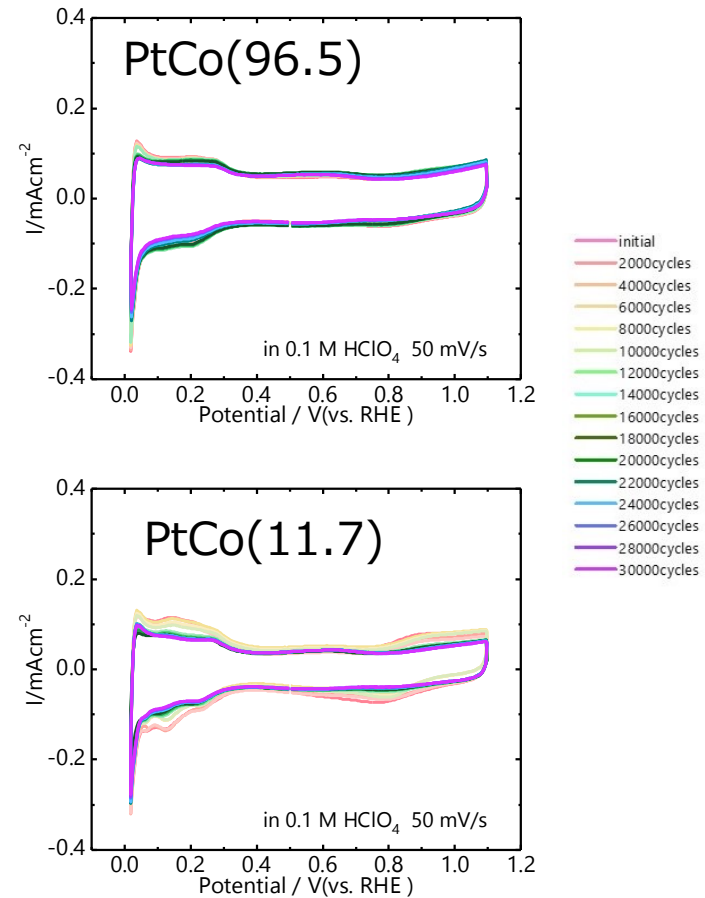 0.4
PtCo(96.5)
0.2
0.0
-0.2
-0.4
I/mAcm-2
in 0.1 M HClO4 50 mV/s
0.0 0.2 0.4 0.6 0.8 1.0 1.2
Potential / V(vs. RHE )
initial
2000cycles
4000cycles
6000cycles
8000cycles
10000cycles
12000cycles
14000cycles
16000cycles
18000cycles
20000cycles
22000cycles
24000cycles
26000cycles
28000cycles
30000cycles
0.4
PtCo(11.7)
0.2
0.0
-0.2
-0.4
I/mAcm-2
in 0.1 M HClO4 50 mV/s
0.0 0.2 0.4 0.6 0.8 1.0 1.2
Potential / V(vs. RHE )